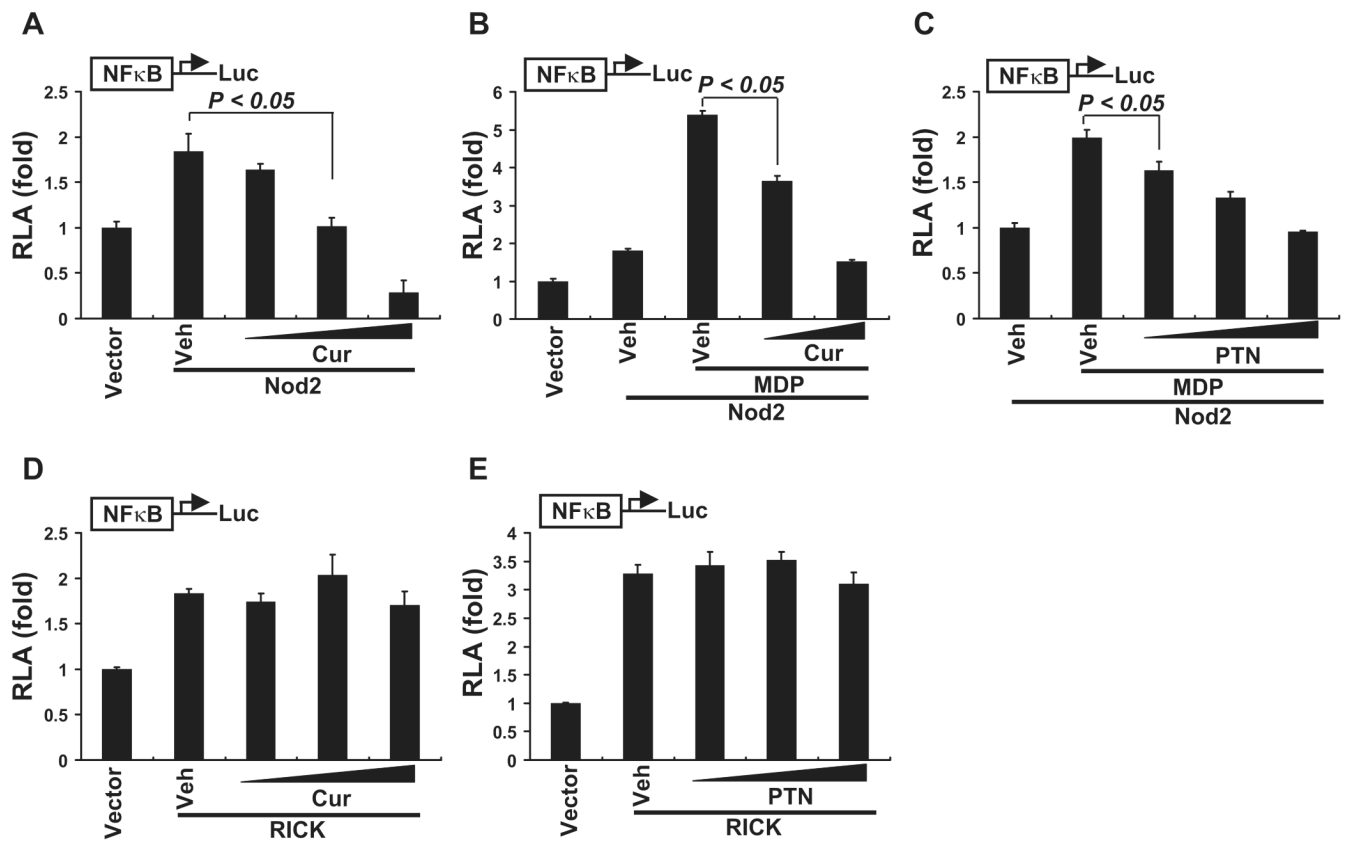 A
NFκB
Luc
P < 0.05
RLA (fold)
2.5
2
1.5
1
0.5
0
Vector
Veh
Cur
Nod2
B
NFκB
Luc
P < 0.05
RLA (fold)
6
5
4
3
2
1
0
Vector
Veh
Veh
Cur
MDP
Nod2
C
NFκB
Luc
P < 0.05
RLA (fold)
2.5
2
1.5
1
0.5
0
Veh
Veh
PTN
MDP
Nod2
D
NFκB
Luc
RLA (fold)
2.5
2
1.5
1
0.5
0
Vector
Veh
Cur
RICK
E
NFκB
Luc
RLA (fold)
4
3.5
3
2.5
2
1.5
1
0.5
0
Vector
Veh
PTN
RICK